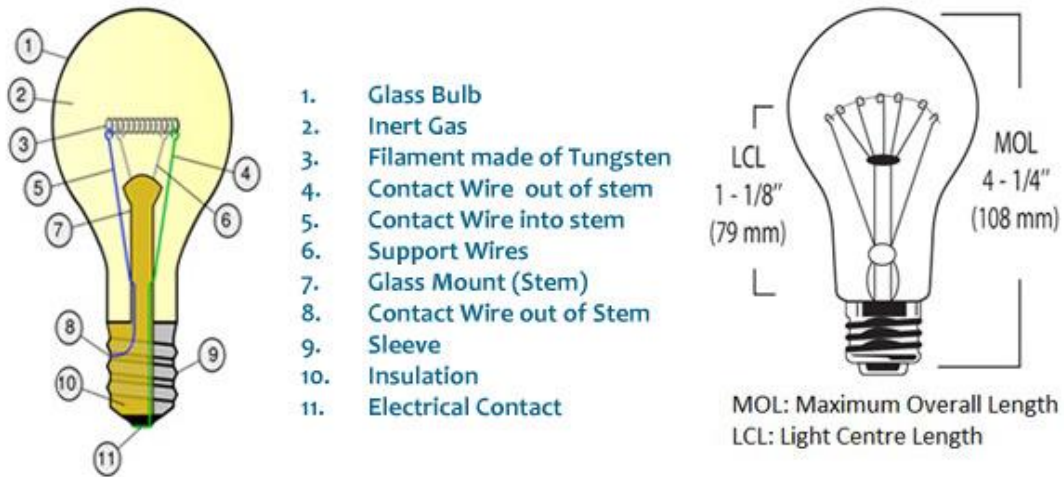 1
2
3
5
7
8
10
11
4
6
9
1. Glass Bulb
2. Inert Gas
3. Filament made of Tungsten
4. Contact Wire out of stem
5. Contact Wire into stem
6. Support Wires
7. Glass Mount (Stem)
8. Contact Wire out of Stem
9. Sleeve
10. Insulation
11. Electrical Contact
LCL
1 - 1/8"
(79 mm)
MOL
4 - 1/4"
(108 mm)
MOL: Maximum Overall Length
LCL: Light Centre Length